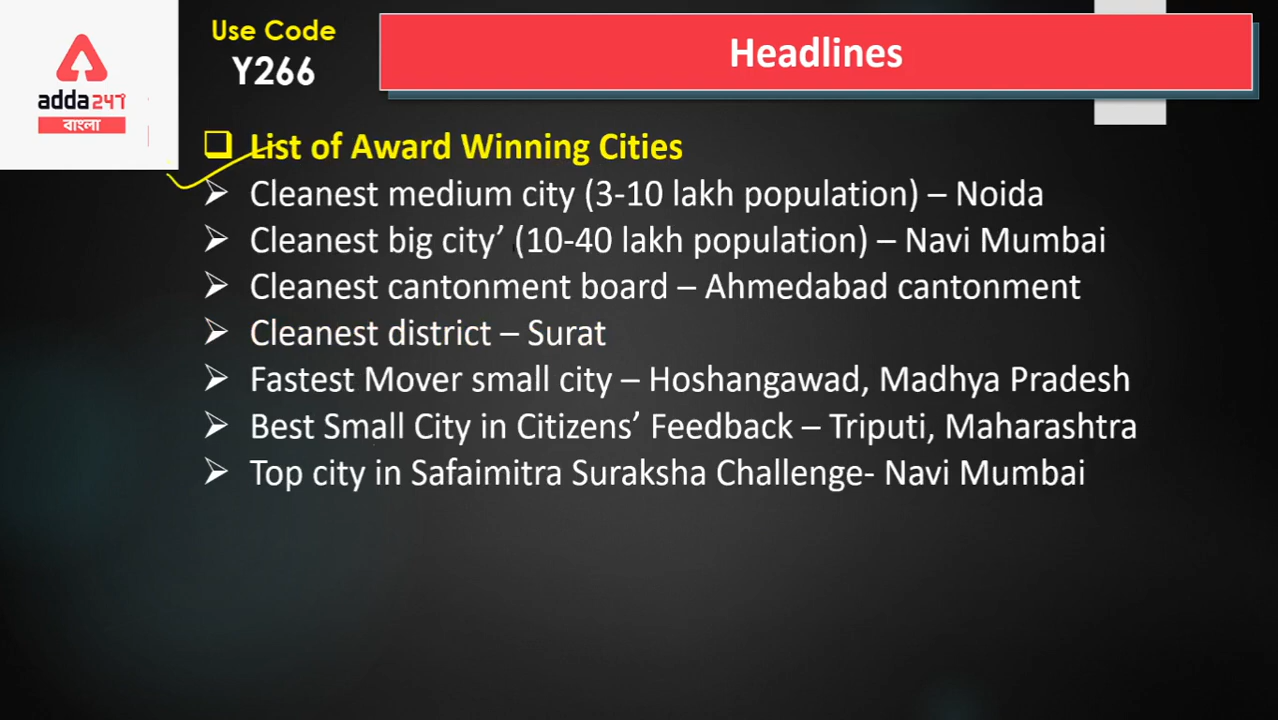 adda247
বাংলা
Use Code
Y266
Headlines
List of Award Winning Cities
Cleanest medium city (3-10 lakh population) – Noida
Cleanest big city’ (10-40 lakh population) – Navi Mumbai
Cleanest cantonment board – Ahmedabad cantonment
Cleanest district – Surat
Fastest Mover small city – Hoshangawad, Madhya Pradesh
Best Small City in Citizens’ Feedback – Triputi, Maharashtra
Top city in Safaimitra Suraksha Challenge- Navi Mumbai